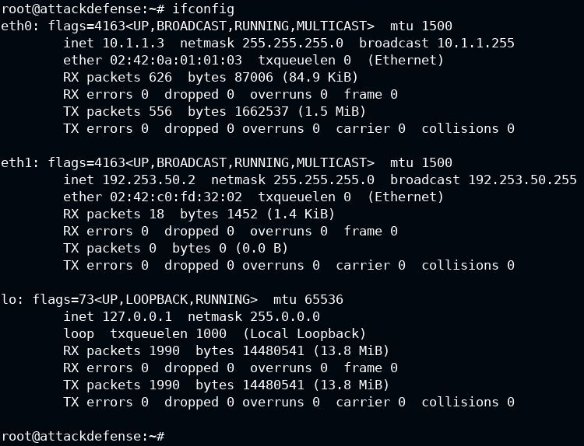 root@attackdefense:~# ifconfig
eth0: flags=4163<UP,BROADCAST,RUNNING,MULTICAST>  mtu 1500
        inet 10.1.1.3  netmask 255.255.255.0  broadcast 10.1.1.255
        ether 02:42:0a:01:01:03  txqueuelen 0  (Ethernet)
        RX packets 626  bytes 87006 (84.9 KiB)
        RX errors 0  dropped 0  overruns 0  frame 0
        TX packets 556  bytes 1662537 (1.5 MiB)
        TX errors 0  dropped 0 overruns 0  carrier 0  collisions 0

eth1: flags=4163<UP,BROADCAST,RUNNING,MULTICAST>  mtu 1500
        inet 192.253.50.2  netmask 255.255.255.0  broadcast 192.253.50.255
        ether 02:42:c0:fd:32:02  txqueuelen 0  (Ethernet)
        RX packets 18  bytes 1452 (1.4 KiB)
        RX errors 0  dropped 0  overruns 0  frame 0
        TX packets 0  bytes 0 (0.0 B)
        TX errors 0  dropped 0 overruns 0  carrier 0  collisions 0

lo: flags=73<UP,LOOPBACK,RUNNING>  mtu 65536
        inet 127.0.0.1  netmask 255.0.0.0
        loop  txqueuelen 1000  (Local Loopback)
        RX packets 1990  bytes 14480541 (13.8 MiB)
        RX errors 0  dropped 0  overruns 0  frame 0
        TX packets 1990  bytes 14480541 (13.8 MiB)
        TX errors 0  dropped 0 overruns 0  carrier 0  collisions 0

root@attackdefense:~#